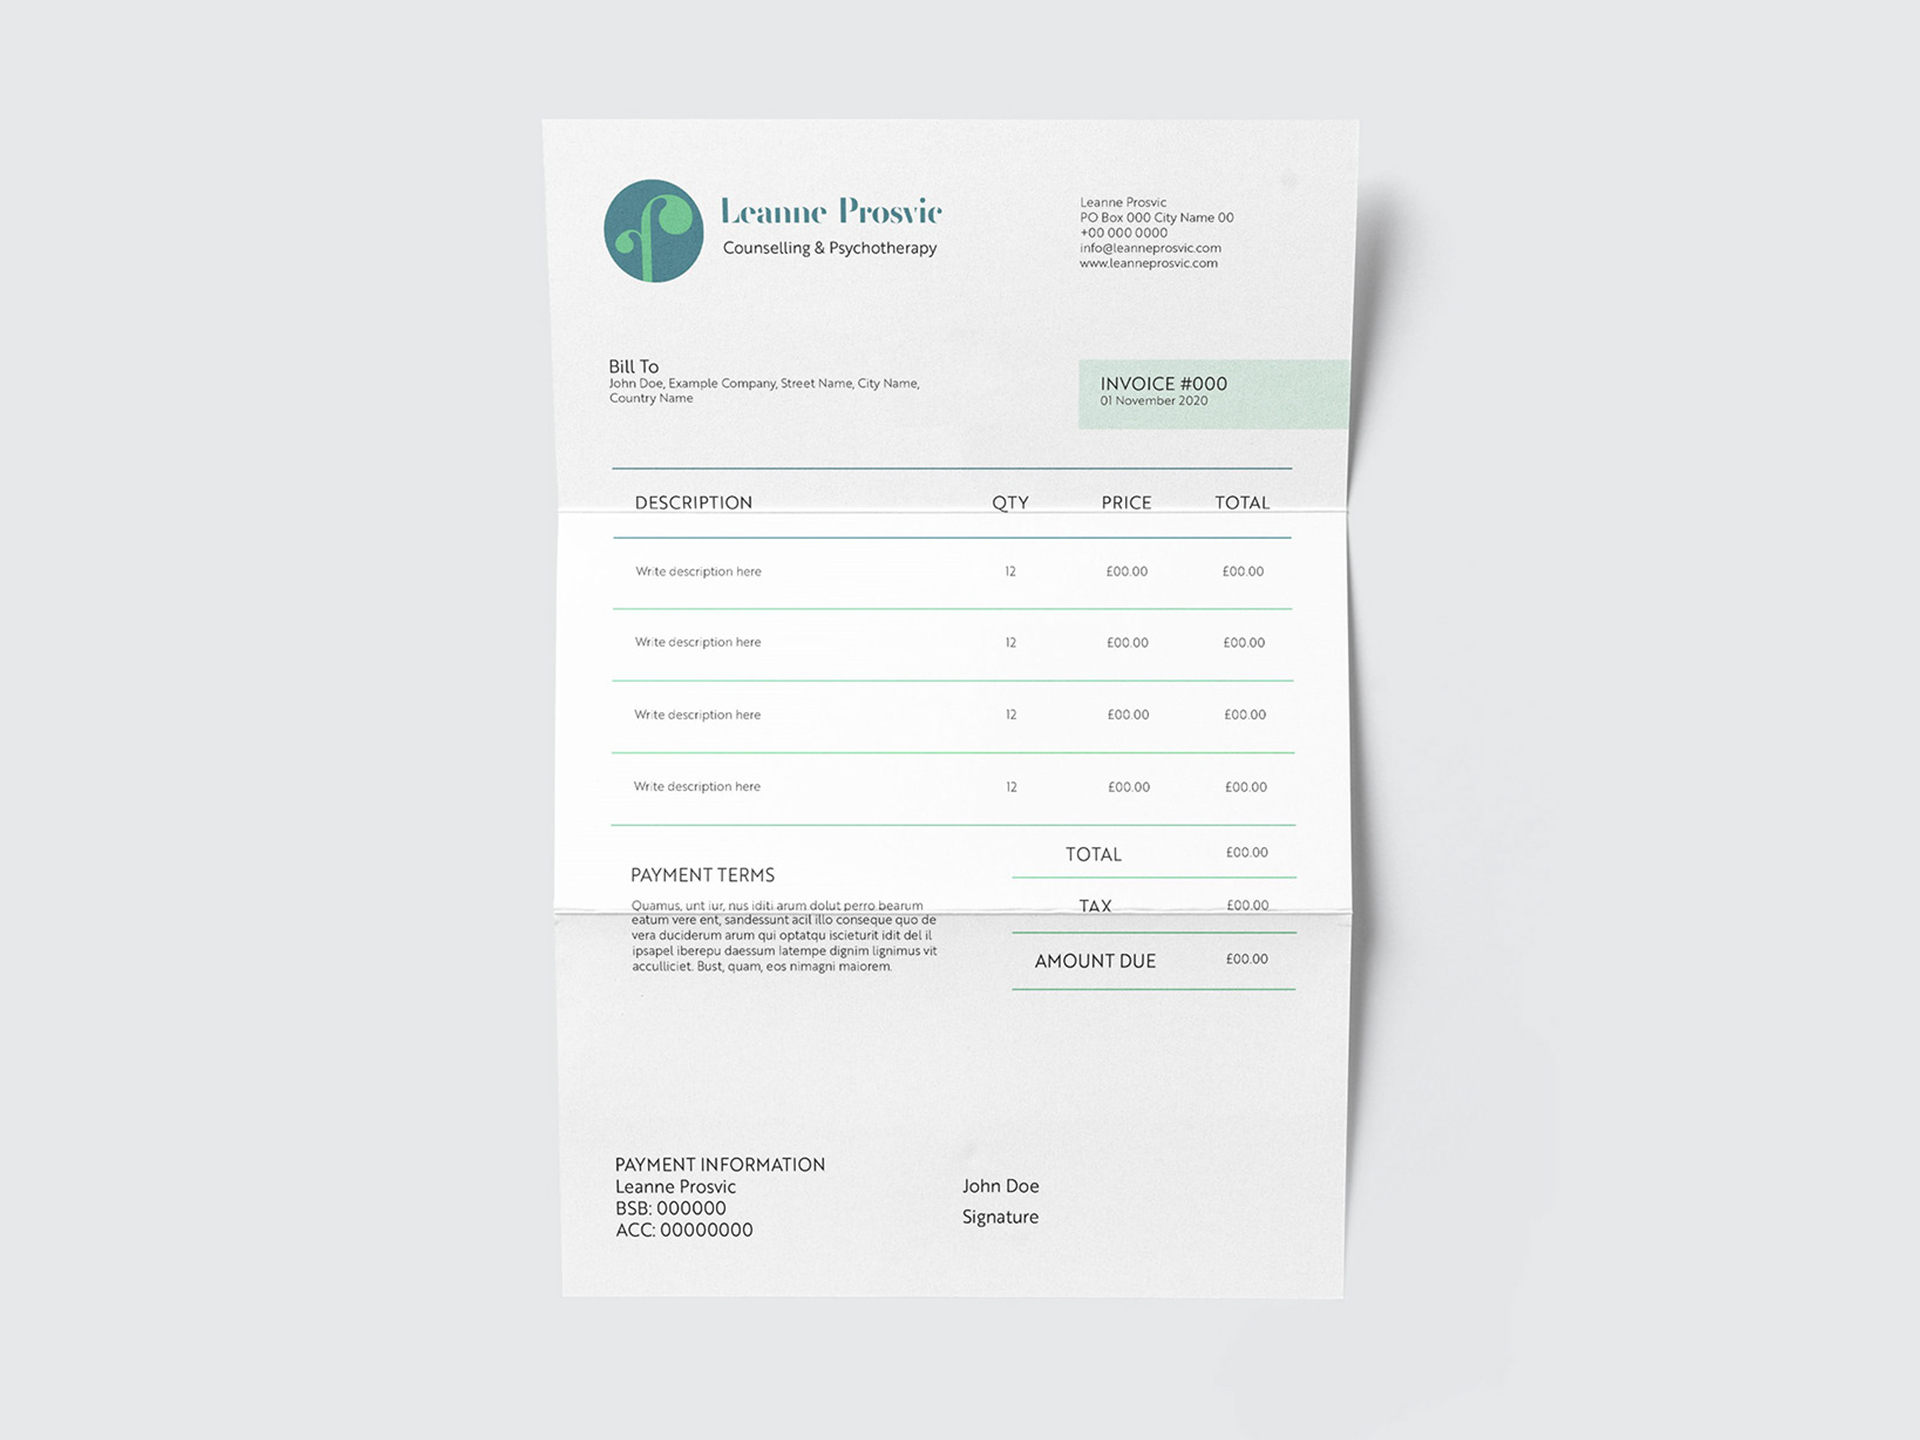 Leanne Prosvic
Counselling & Psychotherapy
Leanne Prosvic
PO Box 000 City Name 00
+00 000 0000
info@leanneprosvic.com
www.leanneprosvic.com
Bill To
John Doe, Example Company, Street Name, City Name,
Country Name
INVOICE #000
01 November 2020
DESCRIPTION QTY PRICE TOTAL
Write description here 12 £00.00 £00.00
Write description here 12 £00.00 £00.00
Write description here 12 £00.00 £00.00
Write description here 12 £00.00 £00.00
TOTAL £00.00
TAX £00.00
AMOUNT DUE £00.00
PAYMENT TERMS
Quamus, unt iur, nus iditi arum dolut perro bearum
eatum vere ent, sandessunt acil illo conseque quo de
vera duciderum arum qui optatqu iscieturit idit del il
ipsapel iberepu daessum latempe dignim lignimus vit
acculliciet. Bust, quam, eos nimagni maiorem.
PAYMENT INFORMATION
Leanne Prosvic
BSB: 000000
ACC: 00000000
John Doe
Signature